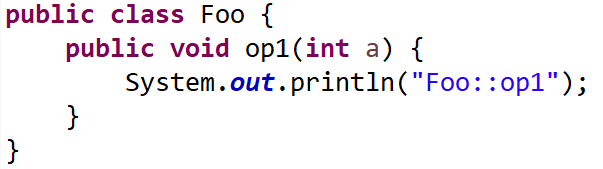 public class Foo {
    public void op1(int a) {
        System.out.println("Foo::op1");
    }
}